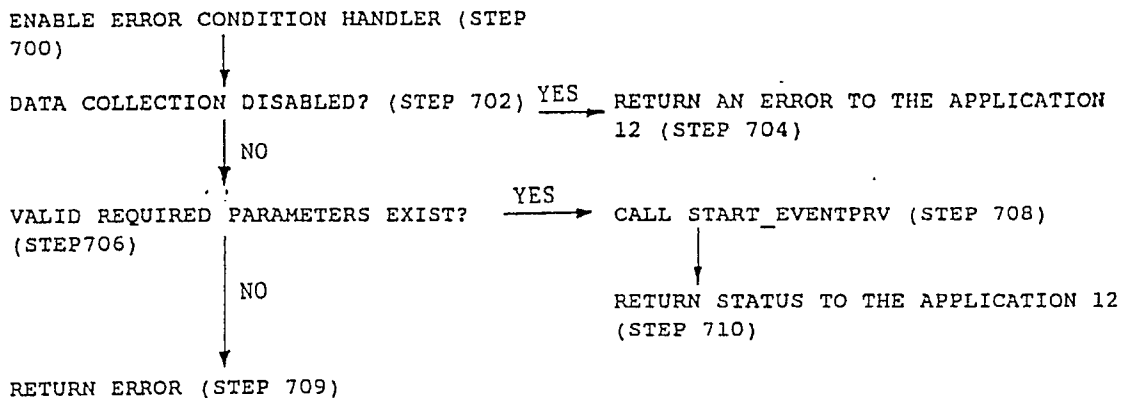 ENABLE ERROR CONDITION HANDLER (STEP
700)
DATA COLLECTION DISABLED? (STEP 702)
YES
RETURN AN ERROR TO THE APPLICATION
12 (STEP 704)
NO
VALID REQUIRED PARAMETERS EXIST?
(STEP706)
YES
CALL START_EVENTPRV (STEP 708)
NO
RETURN STATUS TO THE APPLICATION 12
(STEP 710)
RETURN ERROR (STEP 709)